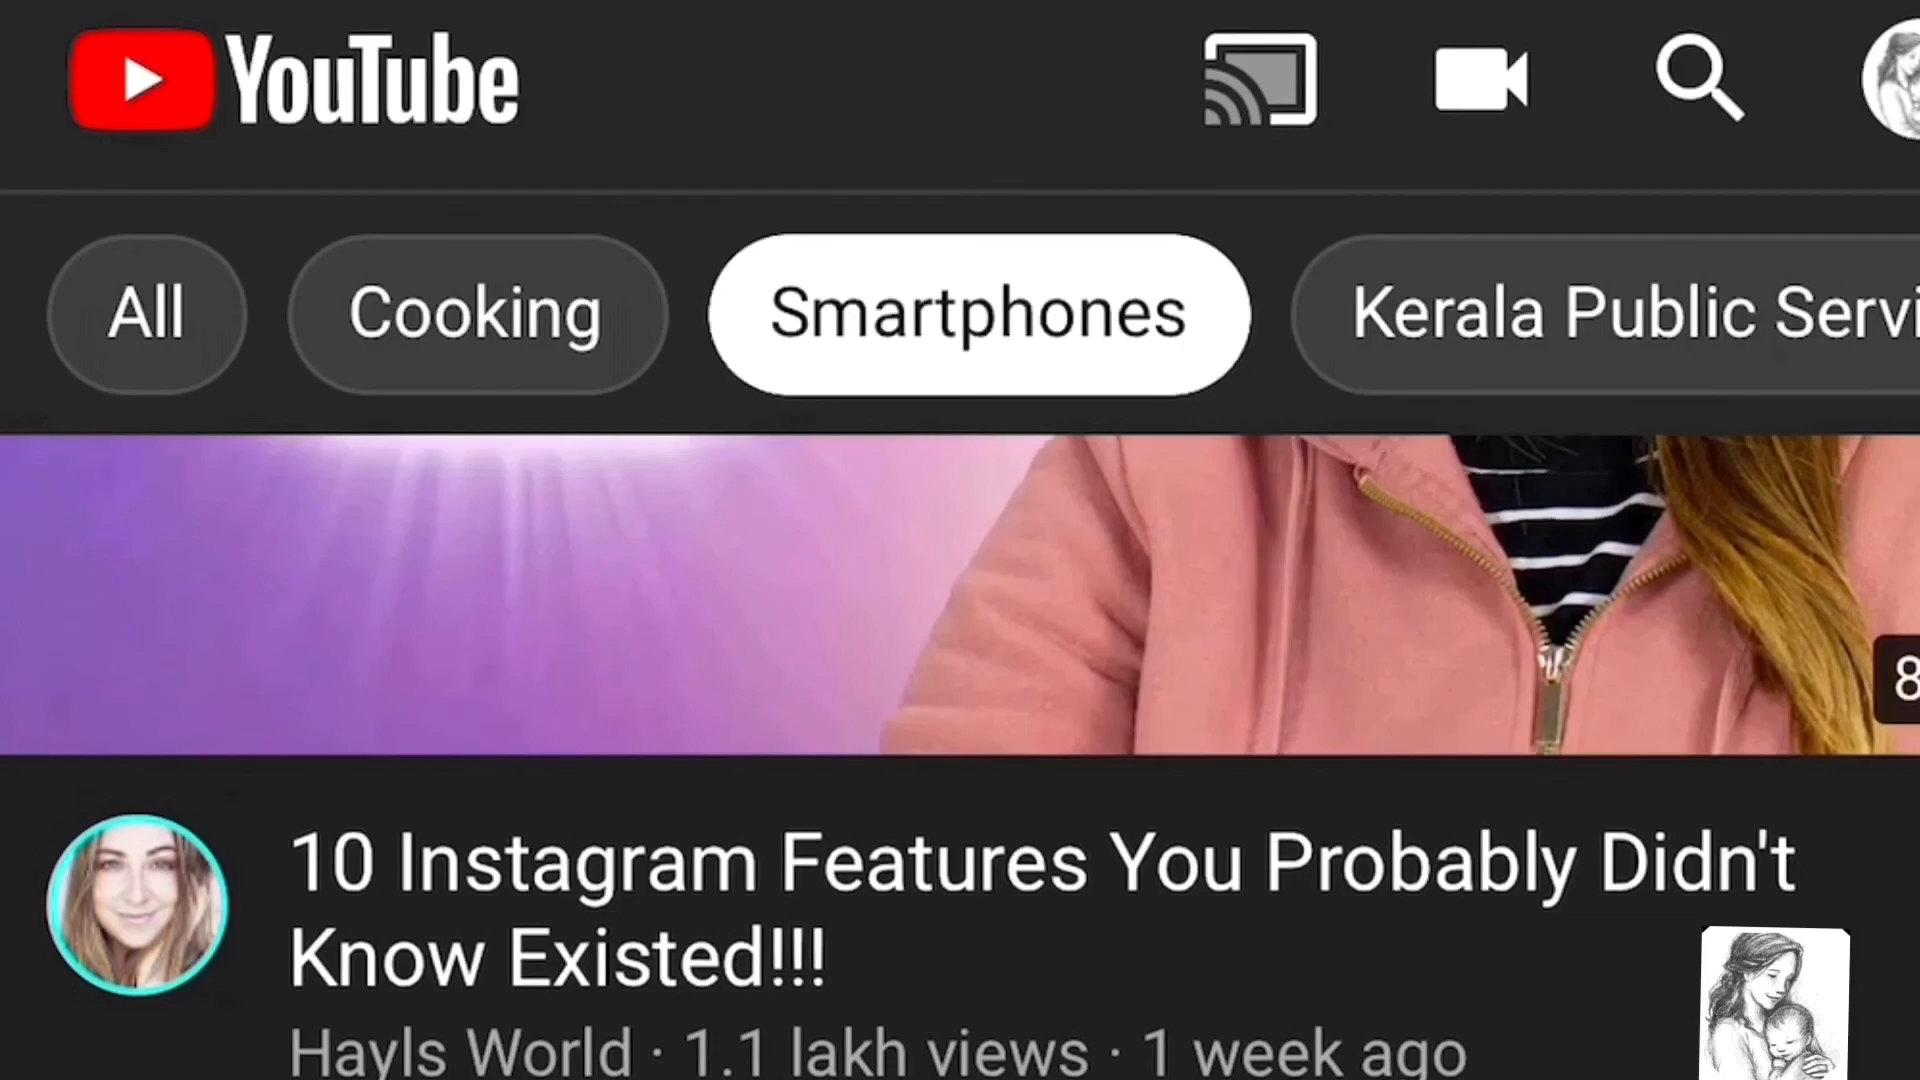 YouTube
All Cooking Smartphones Kerala Public Servi
8
10 Instagram Features You Probably Didn't
Know Existed!!!
Hayls World · 1.1 lakh views · 1 week ago